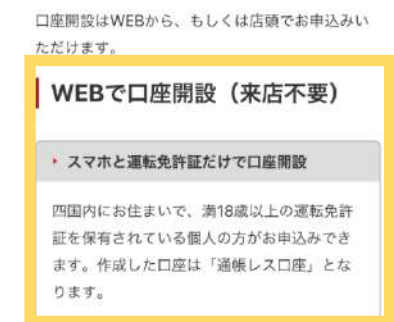 口座開設はWEBから、もしくは店頭でお申込みい
ただけます。
WEBで口座開設（来店不要）
スマホと運転免許証だけで口座開設
四国内にお住まいで、満18歳以上の運転免許
証を保有されている個人の方がお申込みでき
ます。作成した口座は「通帳レス口座」とな
ります。